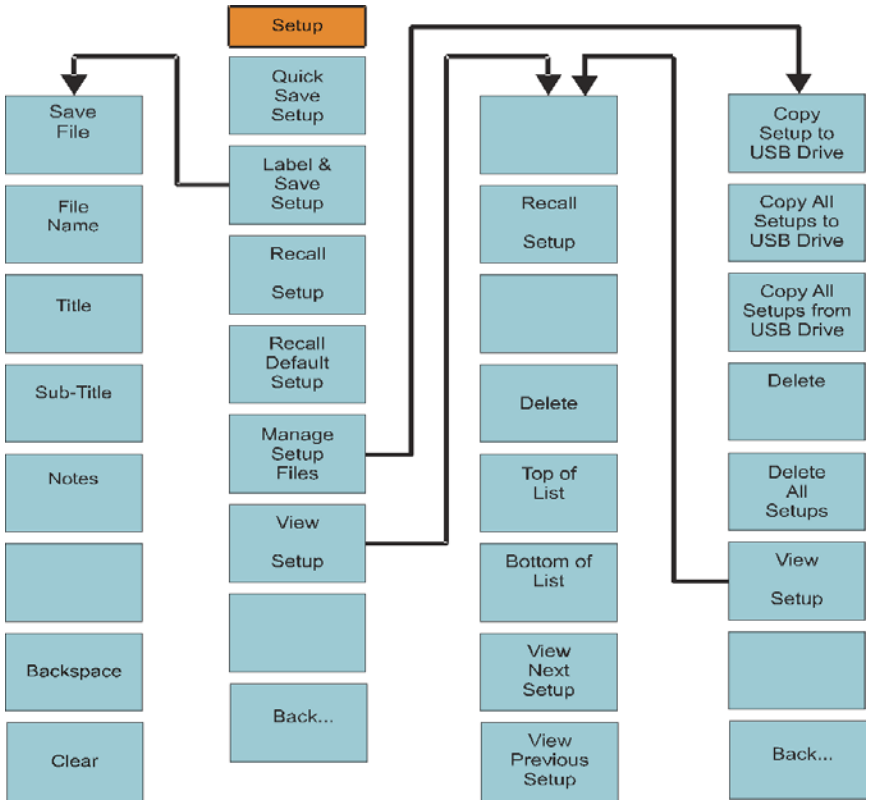 Setup
Quick
Save
Setup
Label &
Save
Setup
Recall
Setup
Recall
Default
Setup
Manage
Setup
Files
View
Setup
Back...
Save
File
File
Name
Title
Sub-Title
Notes
Backspace
Clear
Recall
Setup
Delete
Top of
List
Bottom of
List
View
Next
Setup
View
Previous
Setup
Copy
Setup to
USB Drive
Copy All
Setups to
USB Drive
Copy All
Setups from
USB Drive
Delete
Delete
All
Setups
View
Setup
Back...